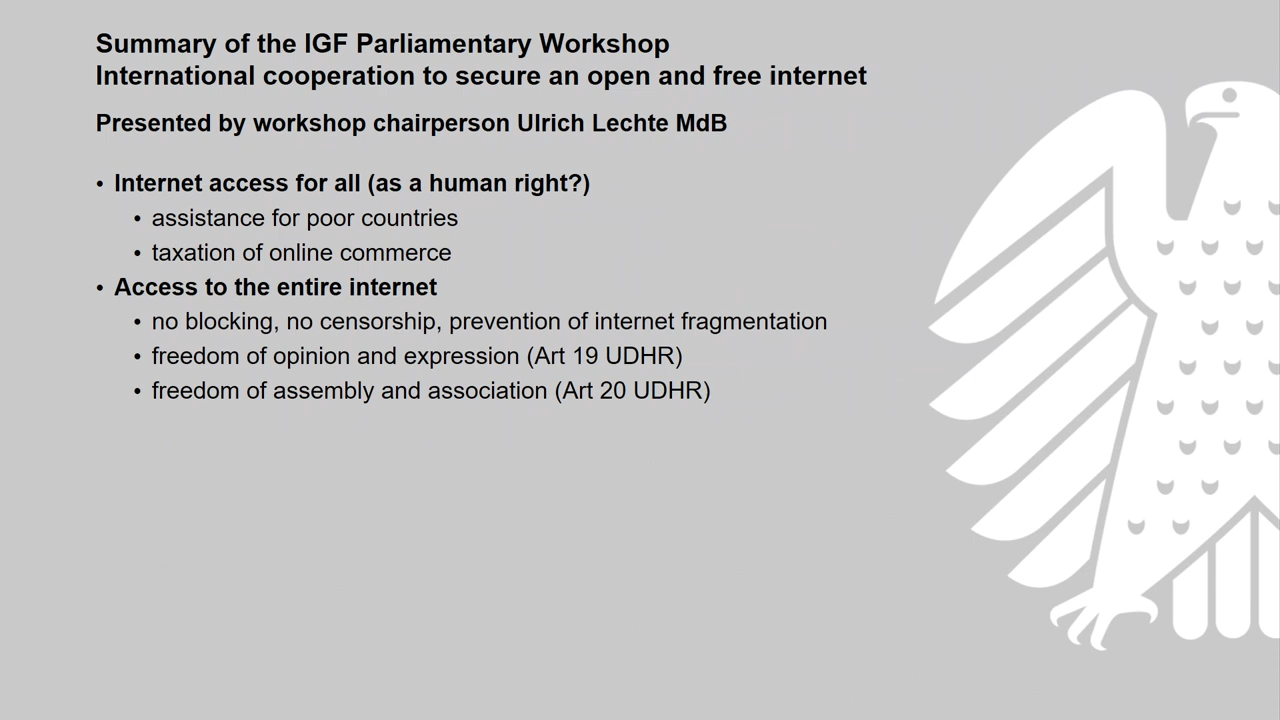 Summary of the IGF Parliamentary Workshop
International cooperation to secure an open and free internet
Presented by workshop chairperson Ulrich Lechte MdB
• Internet access for all (as a human right?)
• assistance for poor countries
• taxation of online commerce
• Access to the entire internet
• no blocking, no censorship, prevention of internet fragmentation
• freedom of opinion and expression (Art 19 UDHR)
• freedom of assembly and association (Art 20 UDHR)